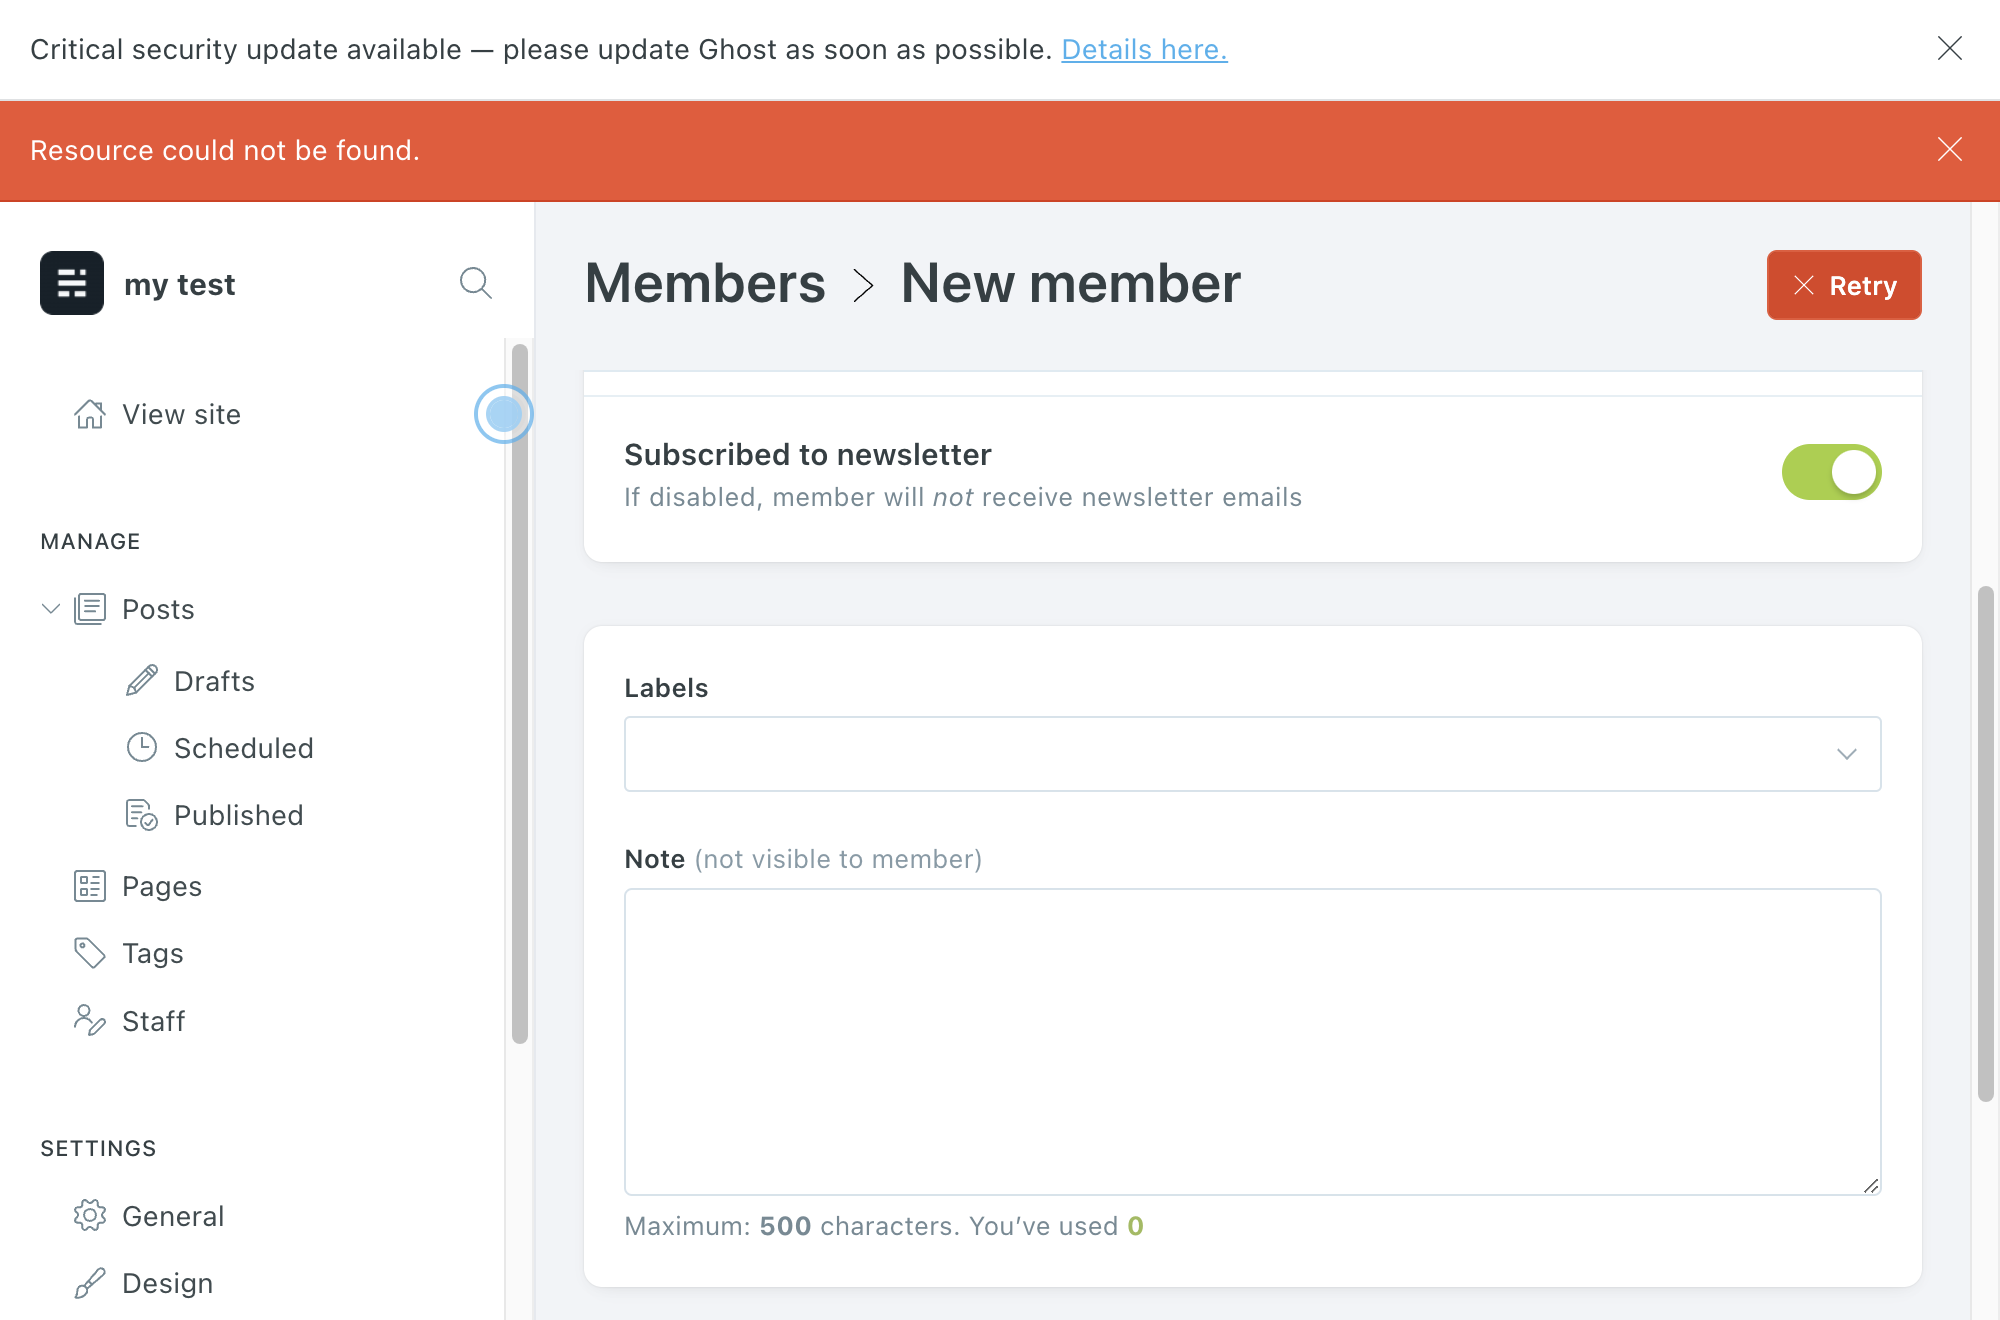 Critical security update available — please update Ghost as soon as possible. Details here.
Resource could not be found.
my test
Members > New member
Retry
View site
Subscribed to newsletter
If disabled, member will not receive newsletter emails
MANAGE
Posts
Drafts
Scheduled
Published
Pages
Tags
Staff
Labels
Note (not visible to member)
Maximum: 500 characters. You’ve used 0
SETTINGS
General
Design